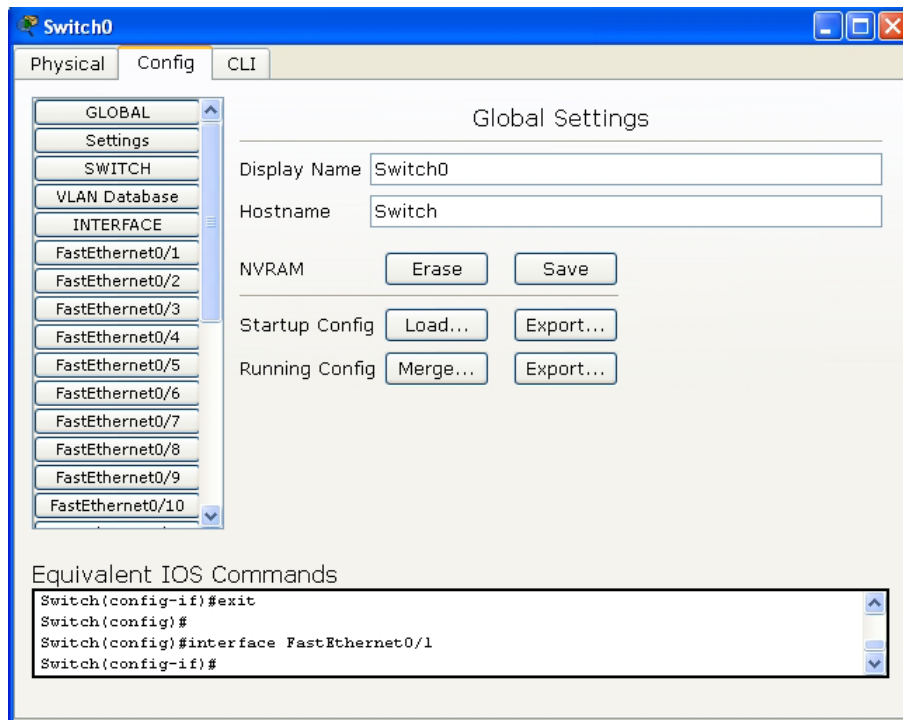 Switch0
Physical Config CLI
GLOBAL
Settings
SWITCH
VLAN Database
INTERFACE
FastEthernet0/1
FastEthernet0/2
FastEthernet0/3
FastEthernet0/4
FastEthernet0/5
FastEthernet0/6
FastEthernet0/7
FastEthernet0/8
FastEthernet0/9
FastEthernet0/10
Global Settings
Display Name Switch0
Hostname Switch
NVRAM Erase Save
Startup Config Load... Export...
Running Config Merge... Export...
Equivalent IOS Commands
Switch(config-if)#exit
Switch(config)#
Switch(config)#interface FastEthernet0/1
Switch(config-if)#